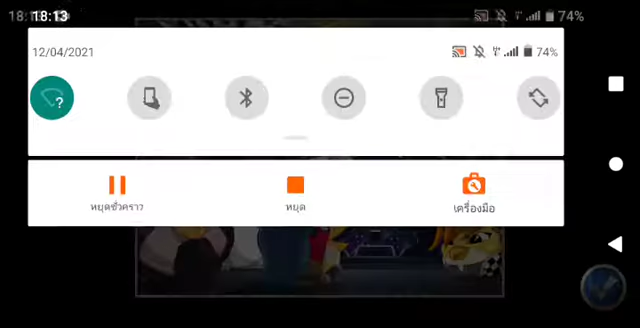 18:13
74%
12/04/2021
74%
?
หยุดชั่วคราว
หยุด
เครื่องมือ